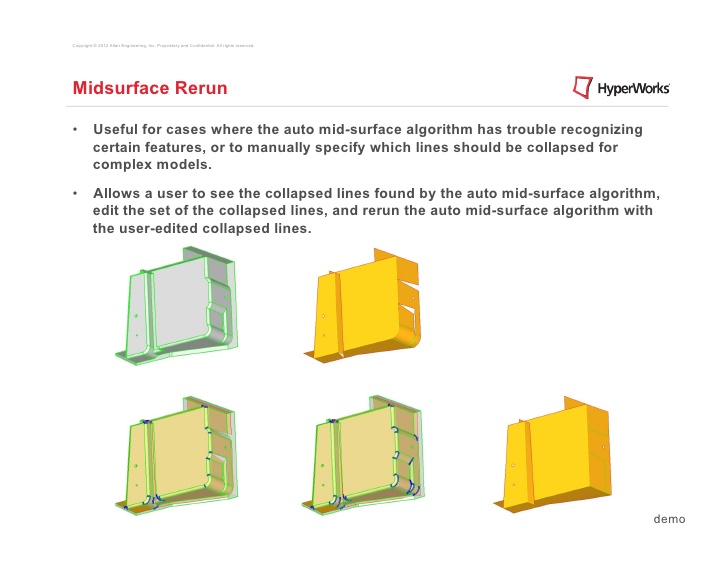 Copyright © 2012 Altair Engineering, Inc. Proprietary and Confidential. All rights reserved.
Midsurface Rerun
HyperWorks
• Useful for cases where the auto mid-surface algorithm has trouble recognizing
certain features, or to manually specify which lines should be collapsed for
complex models.
• Allows a user to see the collapsed lines found by the auto mid-surface algorithm,
edit the set of the collapsed lines, and rerun the auto mid-surface algorithm with
the user-edited collapsed lines.
demo